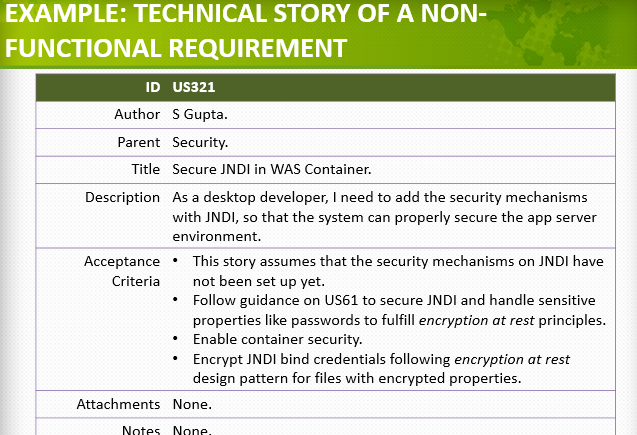 EXAMPLE: TECHNICAL STORY OF A NON-
FUNCTIONAL REQUIREMENT
ID US321
Author S Gupta.
Parent Security.
Title Secure JNDI in WAS Container.
Description As a desktop developer, I need to add the security mechanisms
with JNDI, so that the system can properly secure the app server
environment.
Acceptance • This story assumes that the security mechanisms on JNDI have
Criteria not been set up yet.
• Follow guidance on US61 to secure JNDI and handle sensitive
properties like passwords to fulfill encryption at rest principles.
• Enable container security.
• Encrypt JNDI bind credentials following encryption at rest
design pattern for files with encrypted properties.
Attachments None.
Notes None.